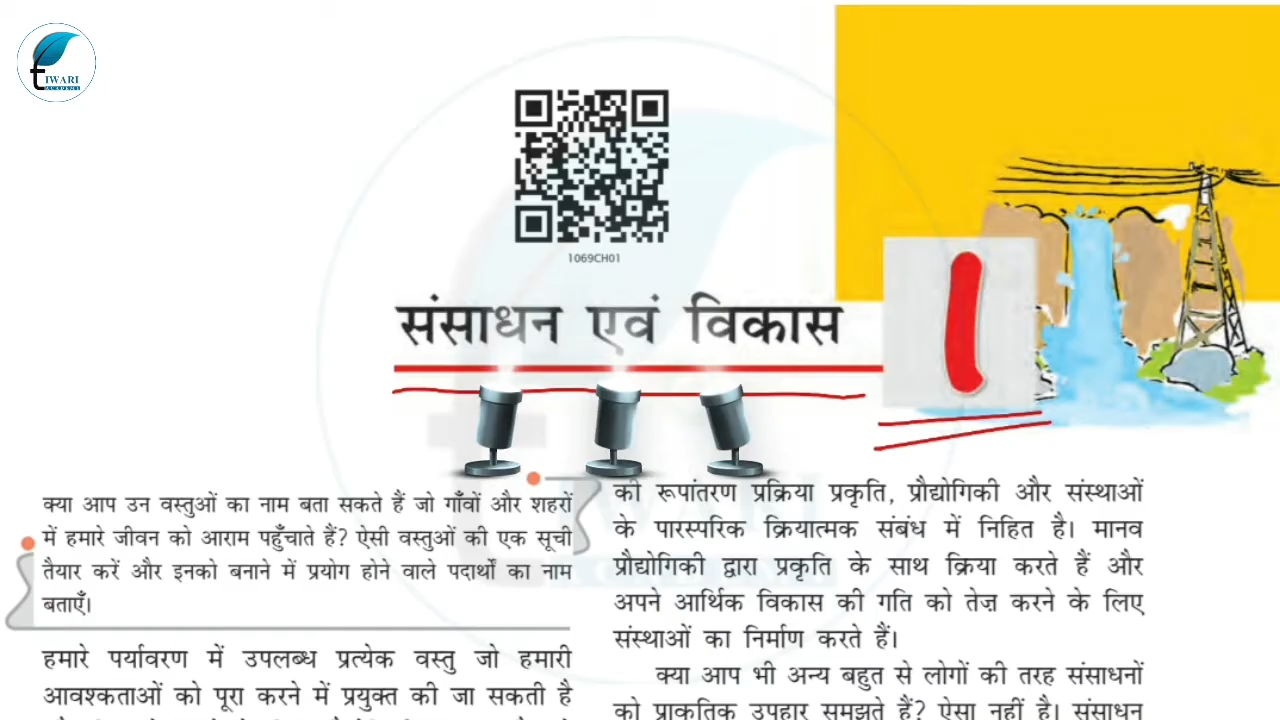 tIWARI
ACADEMY
1069CH01
संसाधन एवं विकास
1
क्या आप उन वस्तुओं का नाम बता सकते हैं जो गाँवों और शहरों
में हमारे जीवन को आराम पहुँचाते हैं? ऐसी वस्तुओं की एक सूची
तैयार करें और इनको बनाने में प्रयोग होने वाले पदार्थों का नाम
बताएँ।
हमारे पर्यावरण में उपलब्ध प्रत्येक वस्तु जो हमारी
आवश्कताओं को पूरा करने में प्रयुक्त की जा सकती है
की रूपांतरण प्रक्रिया प्रकृति, प्रौद्योगिकी और संस्थाओं
के पारस्परिक क्रियात्मक संबंध में निहित है। मानव
प्रौद्योगिकी द्वारा प्रकृति के साथ क्रिया करते हैं और
अपने आर्थिक विकास की गति को तेज़ करने के लिए
संस्थाओं का निर्माण करते हैं।
क्या आप भी अन्य बहुत से लोगों की तरह संसाधनों
को प्राकृतिक उपहार समझते हैं? ऐसा नहीं है। संसाधन